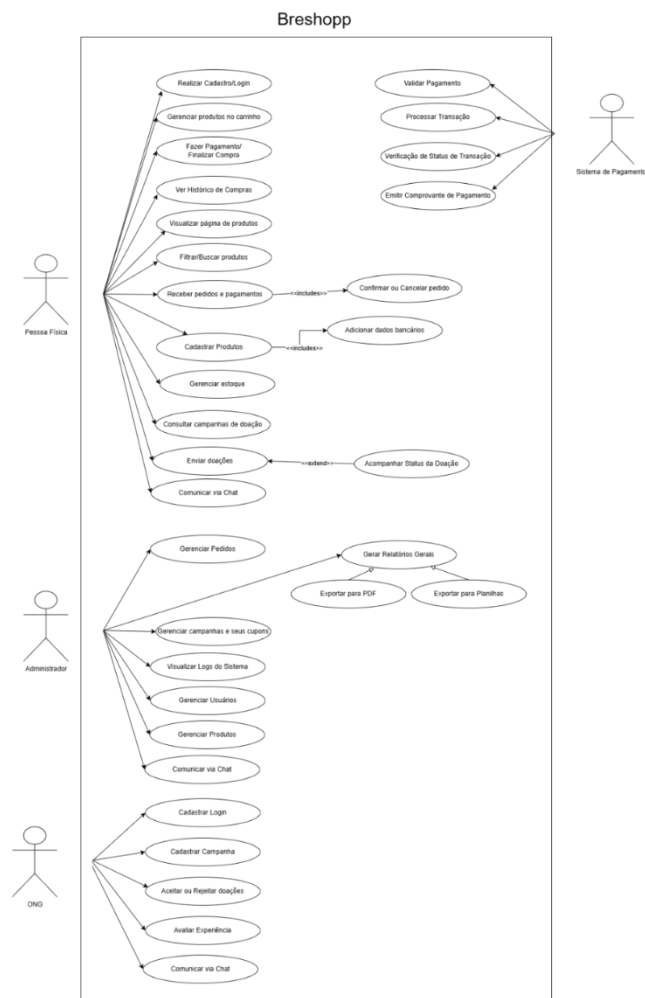 Breshopp
Realizar Cadastro/Login
Gerenciar produtos no carrinho
Fazer Pagamento/
Finalizar Compra
Ver Histórico de Compras
Visualizar página de produtos
Filtrar/Buscar produtos
Receber pedidos e pagamentos
<<includes>>
Confirmar ou Cancelar pedido
Cadastrar Produtos
<<includes>>
Adicionar dados bancários
Gerenciar estoque
Consultar campanhas de doação
Enviar doações
<<extend>>
Acompanhar Status da Doação
Comunicar via Chat
Pessoa Física
Validar Pagamento
Processar Transação
Verificação de Status de Transação
Emitir Comprovante de Pagamento
Sistema de Pagamento
Gerenciar Pedidos
Gerar Relatórios Gerais
Exportar para PDF
Exportar para Planilhas
Gerenciar campanhas e seus cupons
Visualizar Logs do Sistema
Gerenciar Usuários
Gerenciar Produtos
Comunicar via Chat
Administrador
Cadastrar Login
Cadastrar Campanha
Aceitar ou Rejeitar doações
Avaliar Experiência
Comunicar via Chat
ONG